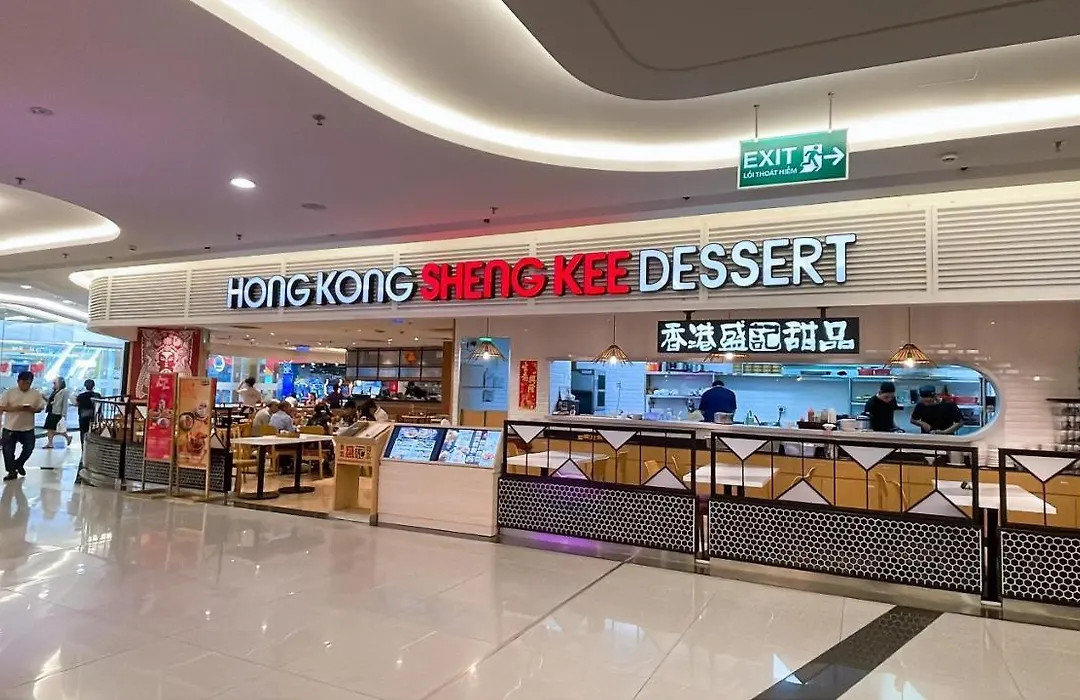 EXIT
LỐI THOÁT HIỂM
HONG KONG SHENG KEE DESSERT
香港盛記甜品